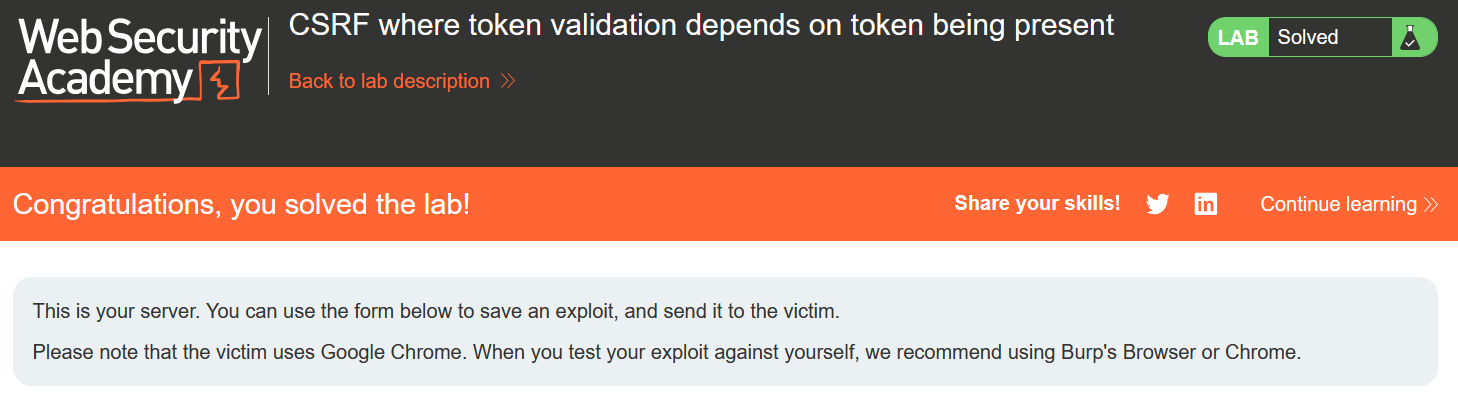 Web Security
Academy
CSRF where token validation depends on token being present
Back to lab description
LAB Solved
Congratulations, you solved the lab!
Share your skills!
Continue learning
This is your server. You can use the form below to save an exploit, and send it to the victim.
Please note that the victim uses Google Chrome. When you test your exploit against yourself, we recommend using Burp's Browser or Chrome.